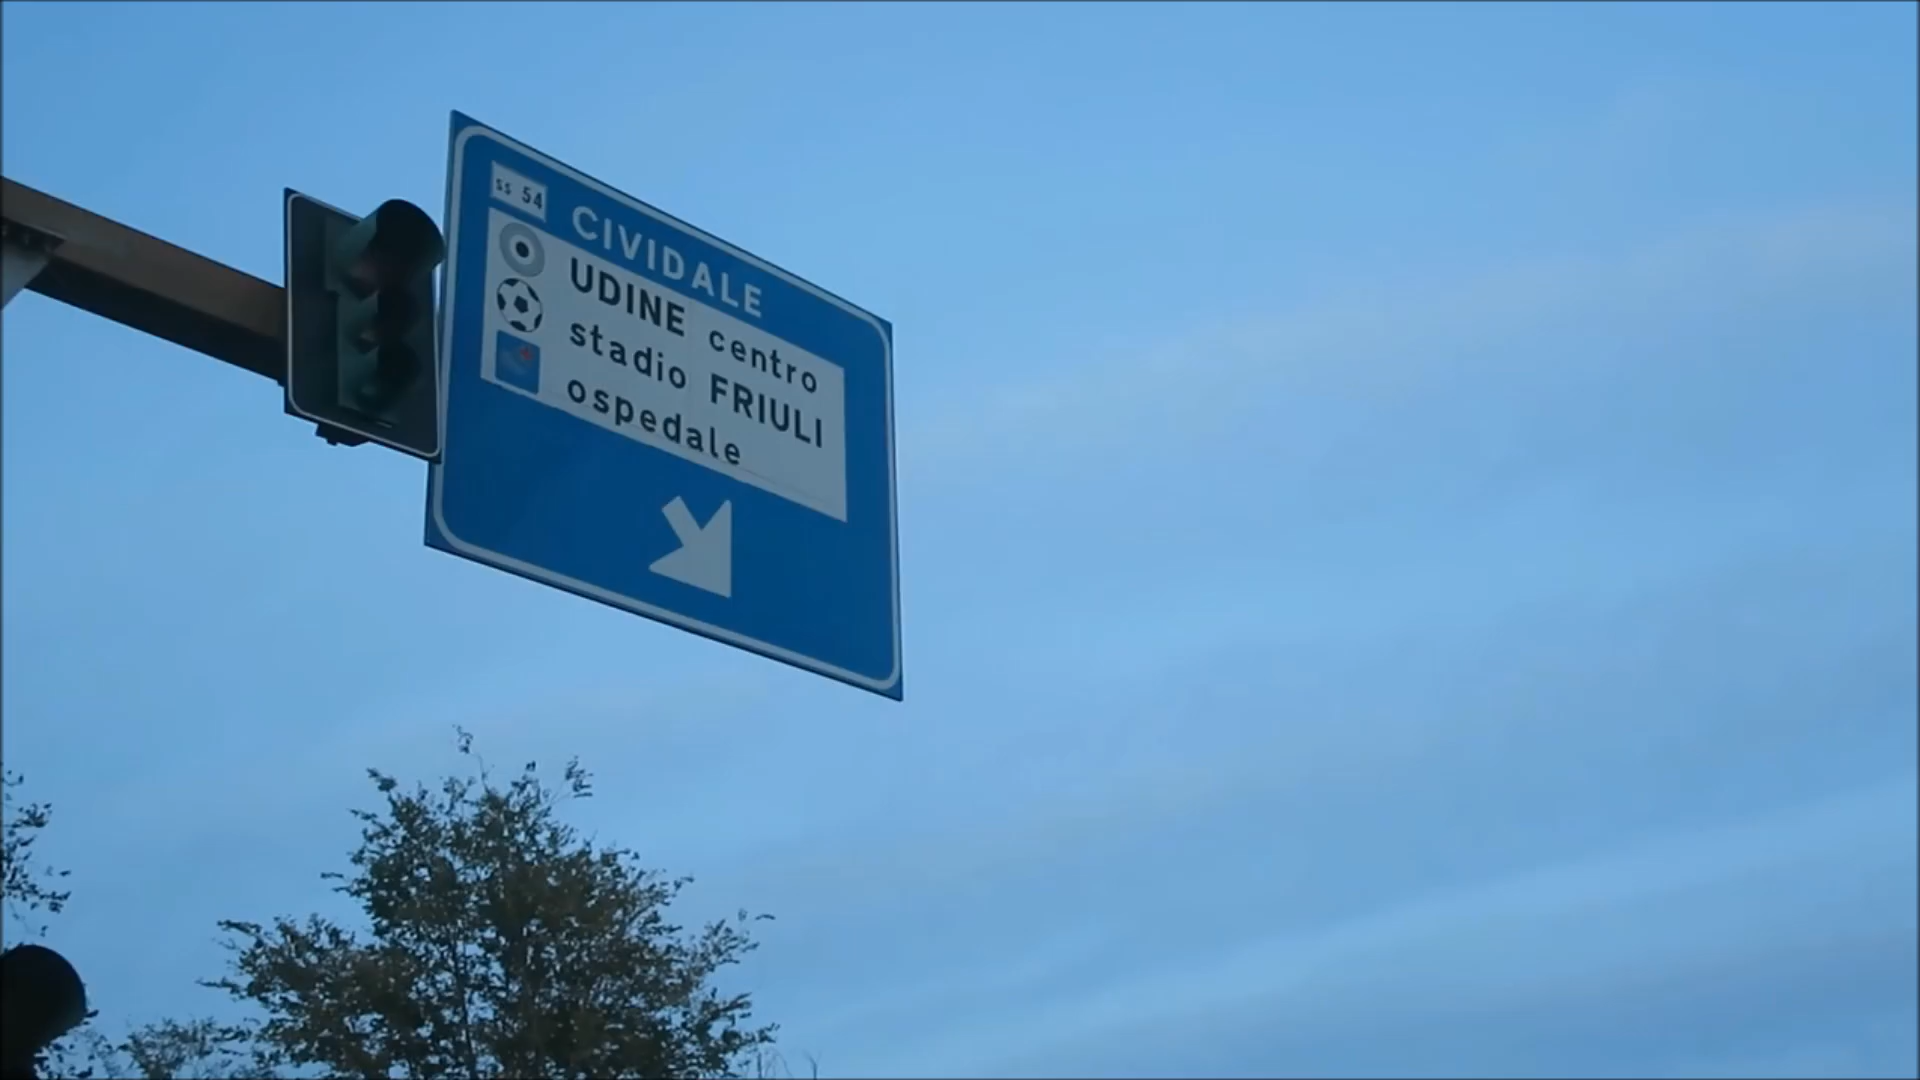 ss 54
CIVIDALE
UDINE centro
stadio FRIULI
ospedale